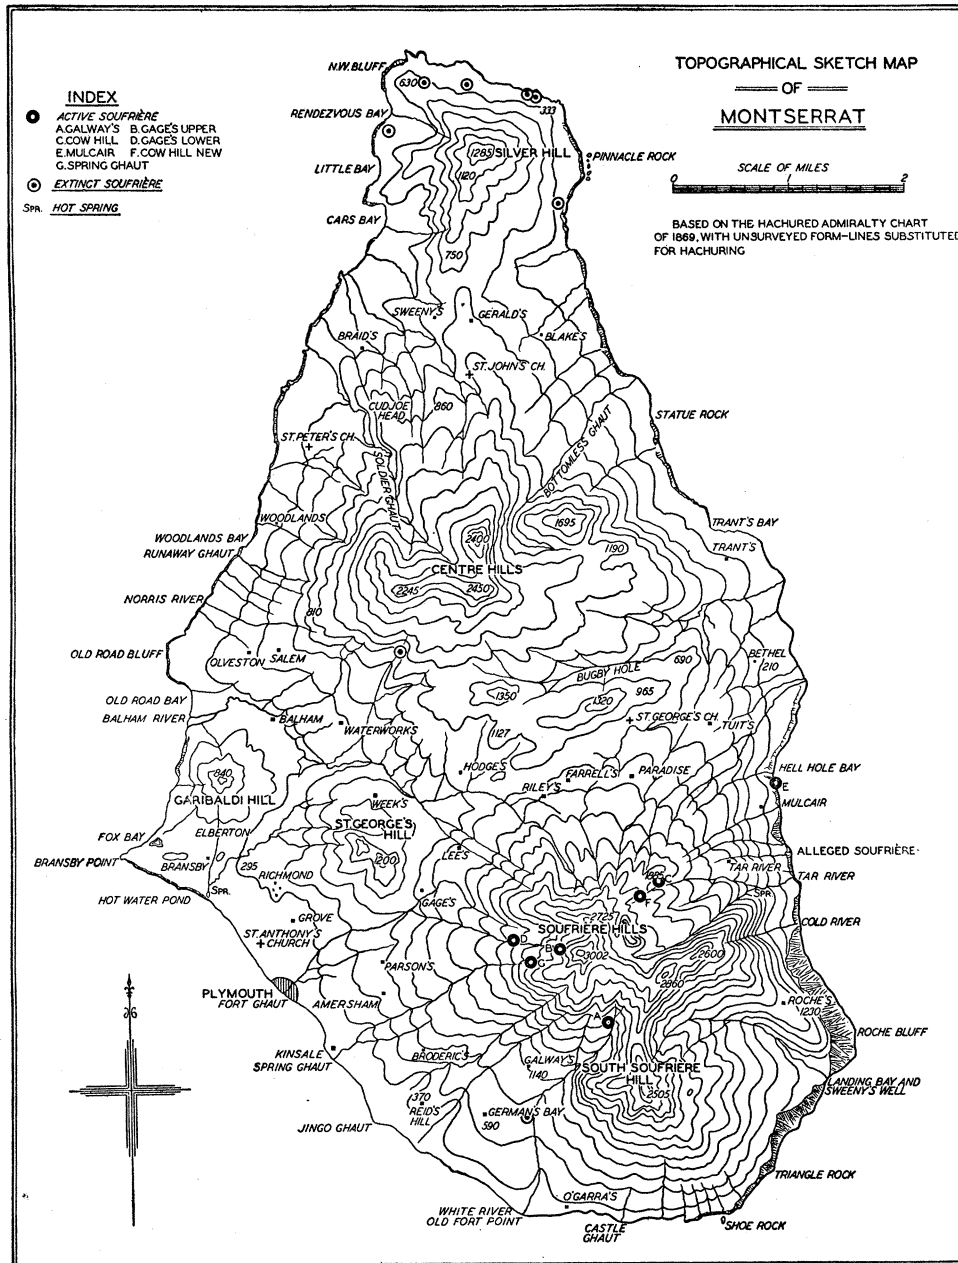 TOPOGRAPHICAL SKETCH MAP
OF
MONTSERRAT
SCALE OF MILES
0 1 2
BASED ON THE HACHURED ADMIRALTY CHART
OF 1869, WITH UNSURVEYED FORM-LINES SUBSTITUTED
FOR HACHURING
INDEX
ACTIVE SOUFRIÈRE
A.GALWAY'S B.GAGE'S UPPER
C.COW HILL D.GAGE'S LOWER
E.MULCAIR F.COW HILL NEW
G.SPRING GHAUT
EXTINCT SOUFRIÈRE
SPR. HOT SPRING
N.W. BLUFF
630
333
RENDEZVOUS BAY
1285
SILVER HILL
PINNACLE ROCK
LITTLE BAY
1120
CARS BAY
750
SWEENY'S
GERALD'S
BRAID'S
BLAKE'S
ST. JOHN'S CH.
CUDJOE
HEAD
860
STATUE ROCK
ST. PETER'S CH.
SOLDIER GHAUT
BOTTOMLESS GHAUT
WOODLANDS
1695
TRANT'S BAY
WOODLANDS BAY
2400
1190
TRANT'S
RUNAWAY GHAUT
CENTRE HILLS
2245
2450
NORRIS RIVER
810
OLD ROAD BLUFF
OLVESTON
SALEM
BUGBY HOLE
690
BETHEL
210
OLD ROAD BAY
1350
1320
965
BALHAM RIVER
BALHAM
WATERWORKS
ST. GEORGE'S CH.
TUIT'S
1127
840
HODGE'S
FARRELL'S
PARADISE
HELL HOLE BAY
E
GARIBALDI HILL
WEEK'S
RILEY'S
MULCAIR
ELBERTON
ST. GEORGE'S
HILL
FOX BAY
LEE'S
ALLEGED SOUFRIÈRE
BRANSBY POINT
BRANSBY
295
1200
TAR RIVER
TAR RIVER
RICHMOND
HOT WATER POND
SPR.
GAGE'S
F
SPR
GROVE
2725
COLD RIVER
ST. ANTHONY'S
CHURCH
SOUFRIÈRE HILLS
D
B
G
3002
2600
2860
PARSON'S
PLYMOUTH
FORT GHAUT
AMERSHAM
ROCHE'S
1230
A
ROCHE BLUFF
KINSALE
SPRING GHAUT
BRODERIC'S
GALWAY'S
1140
SOUTH SOUFRIÈRE
HILL
2505
LANDING BAY AND
SWEENY'S WELL
370
REID'S
HILL
GERMAN'S BAY
590
JINGO GHAUT
TRIANGLE ROCK
O'GARRA'S
WHITE RIVER
OLD FORT POINT
CASTLE
GHAUT
SHOE ROCK